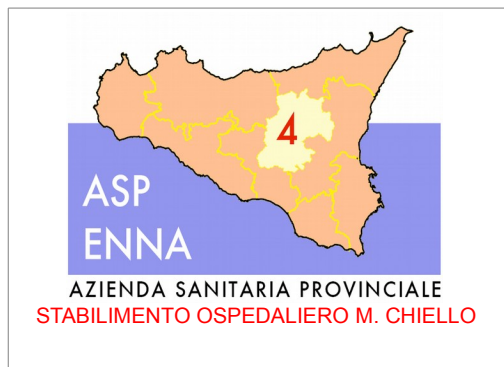 4
ASP
ENNA
AZIENDA SANITARIA PROVINCIALE
STABILIMENTO OSPEDALIERO M. CHIELLO